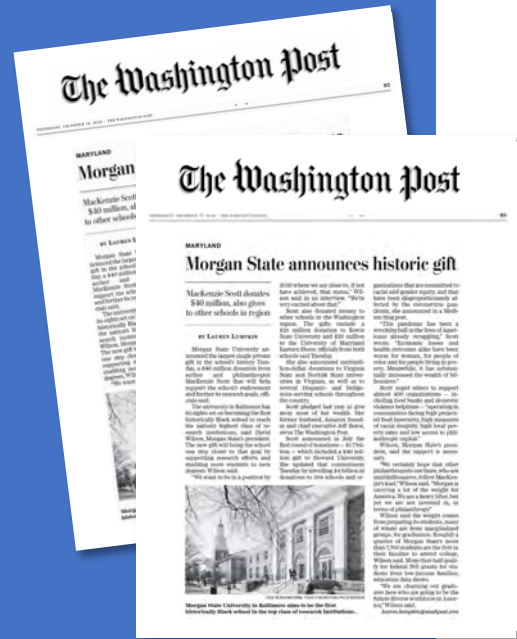 The Washington Post
B5
MARYLAND
Morgan
MacKenzie Scott
$40 million, al
to other schools
BY LAUREN L
The Washington Post
B5
MARYLAND
Morgan State announces historic gift
MacKenzie Scott donates
$40 million, also gives
to other schools in region
BY LAUREN LUMPKIN
Morgan State University an-
nounced the largest single private
gift in the school's history Tues-
day, a $40 million donation from
author and philanthropist
MacKenzie Scott that will help
support the school's endowment
and further its research goals, offi-
cials said.
The university in Baltimore has
its sights set on becoming the first
historically Black school to reach
the nation's highest class of re-
search institutions, said David
Wilson, Morgan State's president.
The new gift will bring the school
one step closer to that goal by
supporting research efforts and
enabling more students to earn
degrees, Wilson said.
"We want to be in a position by
2030 where we are close to, if not
have achieved, that status," Wil-
son said in an interview. "We're
very excited about that."
Scott also donated money to
other schools in the Washington
region. The gifts include a
million donation to Bowie
State University and $20 million
to the University of Maryland
Eastern Shore, officials from both
schools said Tuesday.
She also announced multimil-
lion-dollar donations to Virginia
State and Norfolk State univer-
sities in Virginia, as well as to
several Hispanic- and Indige-
nous-serving schools throughout
the country.
Scott pledged last year to give
away most of her wealth. Her
former husband, Amazon found-
er and chief executive Jeff Bezos,
owns The Washington Post.
Scott announced in July the
first round of donations —
lion — which included a $40 mil-
lion gift to Howard University.
She updated that commitment
Tuesday by unveiling $4 billion in
donations to 384 schools and or-
ganizations that are committed to
racial and gender equity, and that
have been disproportionately af-
fected by the coronavirus pan-
demic, she announced in a Medi-
um blog post.
"This pandemic has been a
wrecking ball in the lives of Amer-
icans already struggling," Scott
wrote. "Economic losses and
health outcomes alike have been
worse for women, for people of
color and for people living in pov-
erty. Meanwhile, it has substan-
tially increased the wealth of bil-
lionaires."
Scott urged others to support
almost 400 organizations — in-
cluding food banks and domestic
violence helplines — "operating in
communities facing high project-
ed food insecurity, high measures
of racial inequity, high local pov-
erty rates and low access to phil-
anthropic capital."
Wilson, Morgan State's presi-
dent, said the support is neces-
sary.
"We certainly hope that other
philanthropists out there, who are
multibillionaires, follow MacKen-
zie's lead," Wilson said. "Morgan is
carrying a lot of the weight for
America. We are a heavy lifter, but
yet we are not invested in, in
terms of philanthropy."
Wilson said the weight comes
from preparing its students, many
of whom are from marginalized
groups, for graduation. Roughly a
quarter of Morgan State's more
than 7,700 students are the first in
their families to attend college,
Wilson said. More than half quali-
fy for federal Pell grants for stu-
dents from low-income families,
education data shows.
"We are churning out gradu-
ates here who are going to be the
future diverse workforce in Amer-
ica," Wilson said.
lauren.lumpkin@washpost.com
Morgan State University in Baltimore aims to be the first
historically Black school in the top class of research institutions.